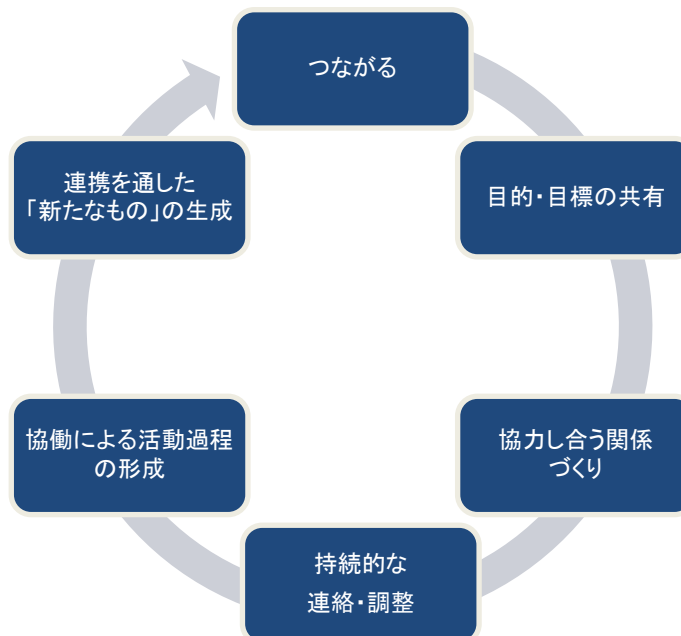 つながる
目的・目標の共有
協力し合う関係
づくり
持続的な
連絡・調整
協働による活動過程
の形成
連携を通した
「新たなもの」の生成